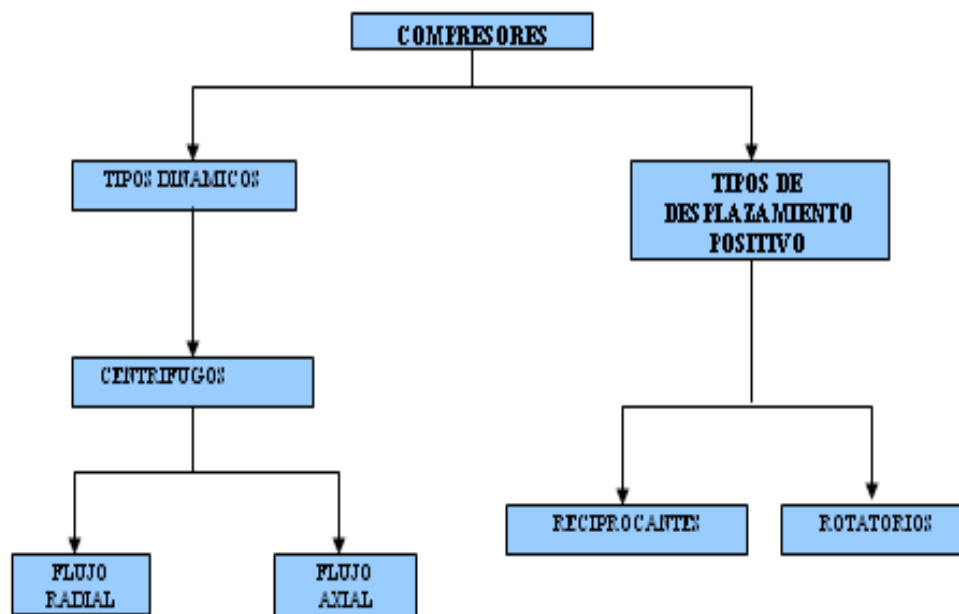 COMPRESORES
TIPOS DINAMICOS
TIPOS DE
DESPLAZAMIENTO
POSITIVO
CENTRIFUGOS
RECIPROCANTES
ROTATORIOS
FLUJO
RADIAL
FLUJO
AXIAL